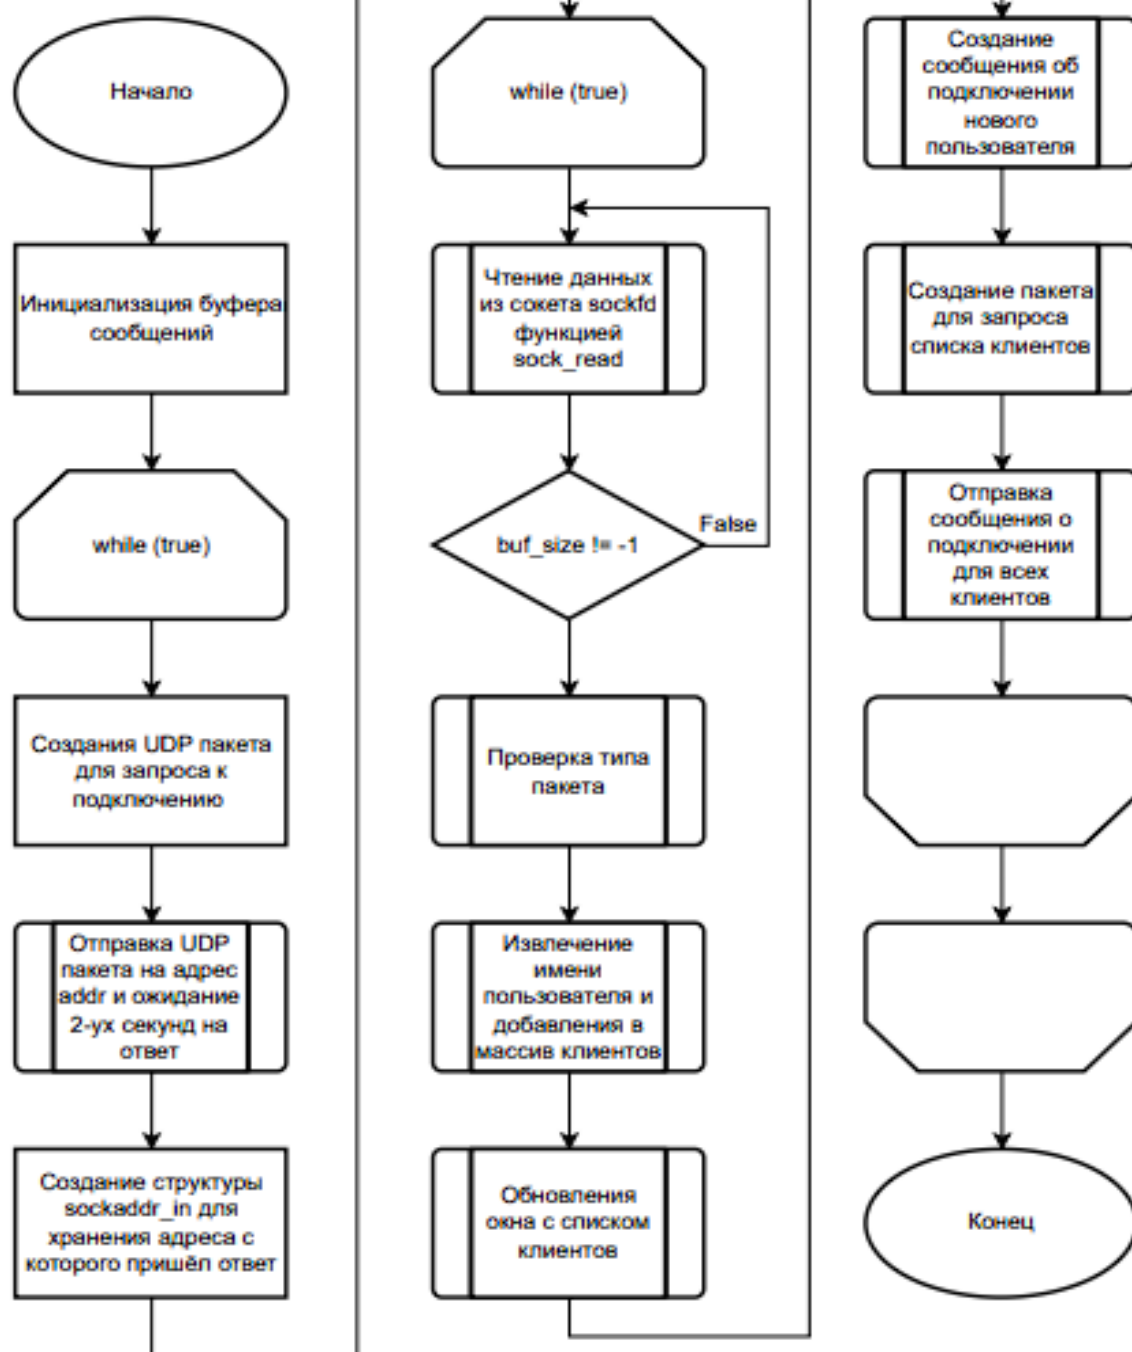 Начало
Инициализация буфера
сообщений
while (true)
Создания UDP пакета
для запроса к
подключению
Отправка UDP
пакета на адрес
addr и ожидание
2-ух секунд на
ответ
Создание структуры
sockaddr_in для
хранения адреса с
которого пришёл ответ
while (true)
Чтение данных
из сокета sockfd
функцией
sock_read
buf_size != -1
False
Проверка типа
пакета
Извлечение
имени
пользователя и
добавления в
массив клиентов
Обновления
окна с списком
клиентов
Создание
сообщения об
подключении
нового
пользователя
Создание пакета
для запроса
списка клиентов
Отправка
сообщения о
подключении
для всех
клиентов
Конец